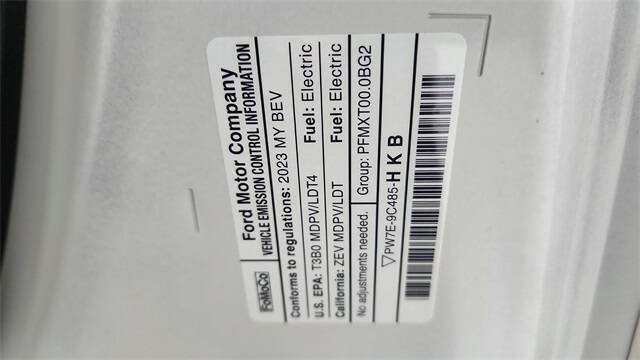 FoMoCo
Ford Motor Company
VEHICLE EMISSION CONTROL INFORMATION
Conforms to regulations: 2023 MY BEV
U.S. EPA: T3B0 MDPV/LDT4 Fuel: Electric
California: ZEV MDPV/LDT Fuel: Electric
No adjustments needed. Group: PFMXT00.0BG2
▽PW7E-9C485-HKB